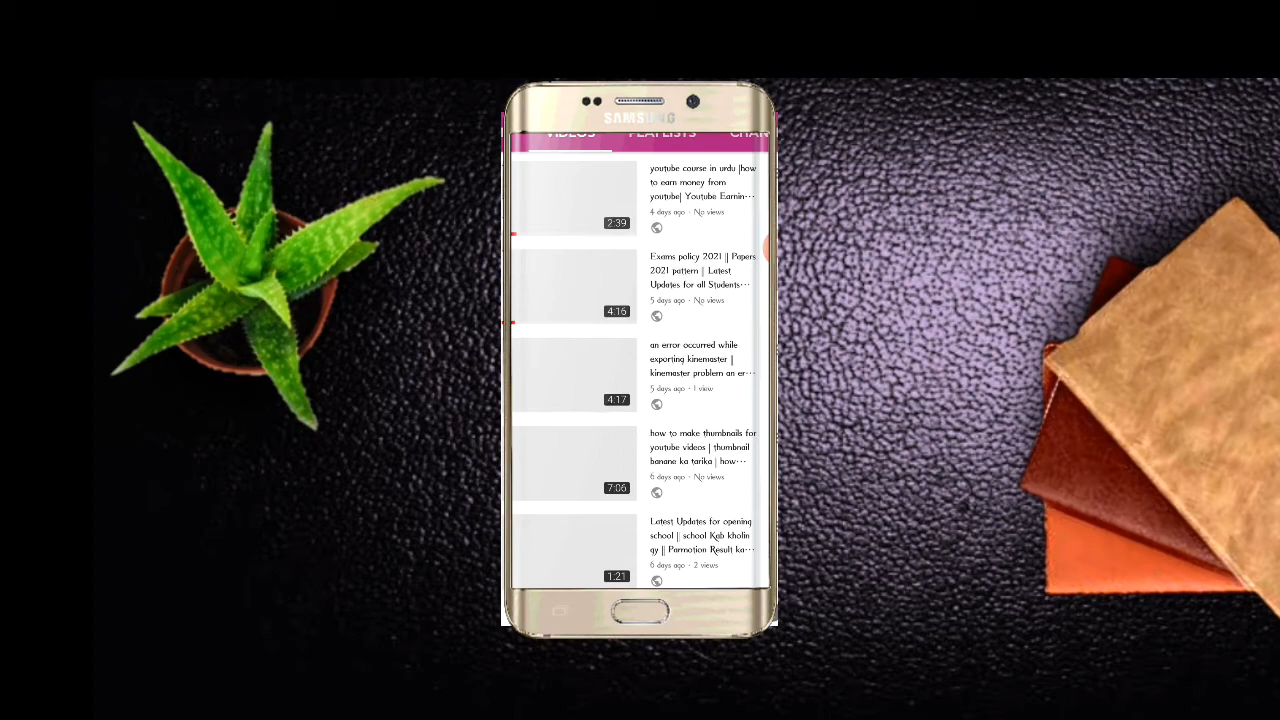 SAMSUNG
VIDEOS PLAYLISTS CHAN
youtube course in urdu |how
to earn money from
youtube| Youtube Earnin···
4 days ago · No views
2:39
Exams policy 2021 || Papers
2021 pattern | Latest
Updates for all Students···
5 days ago · No views
4:16
an error occurred while
exporting kinemaster |
kinemaster problem an er···
5 days ago · 1 view
4:17
how to make thumbnails for
youtube videos | thumbnail
banane ka tarika | how···
6 days ago · No views
7:06
Latest Updates for opening
school || school Kab kholin
gy || Parmotion Result ka···
6 days ago · 2 views
1:21